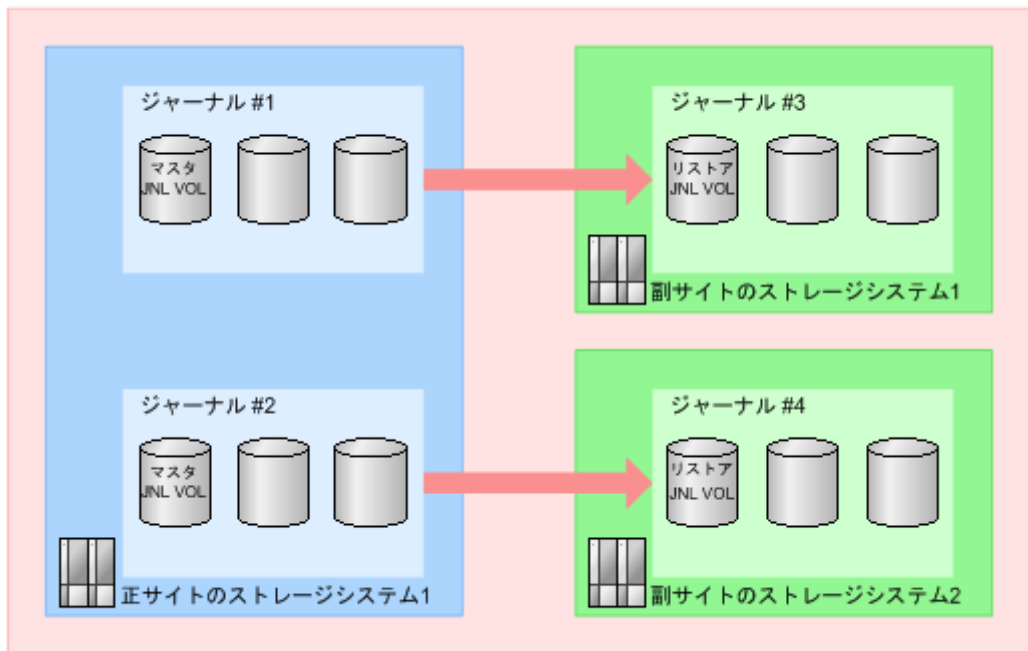 ジャーナル #1
マスタ
JNL VOL
ジャーナル #3
リストア
JNL VOL
副サイトのストレージシステム1
ジャーナル #2
マスタ
JNL VOL
正サイトのストレージシステム1
ジャーナル #4
リストア
JNL VOL
副サイトのストレージシステム2